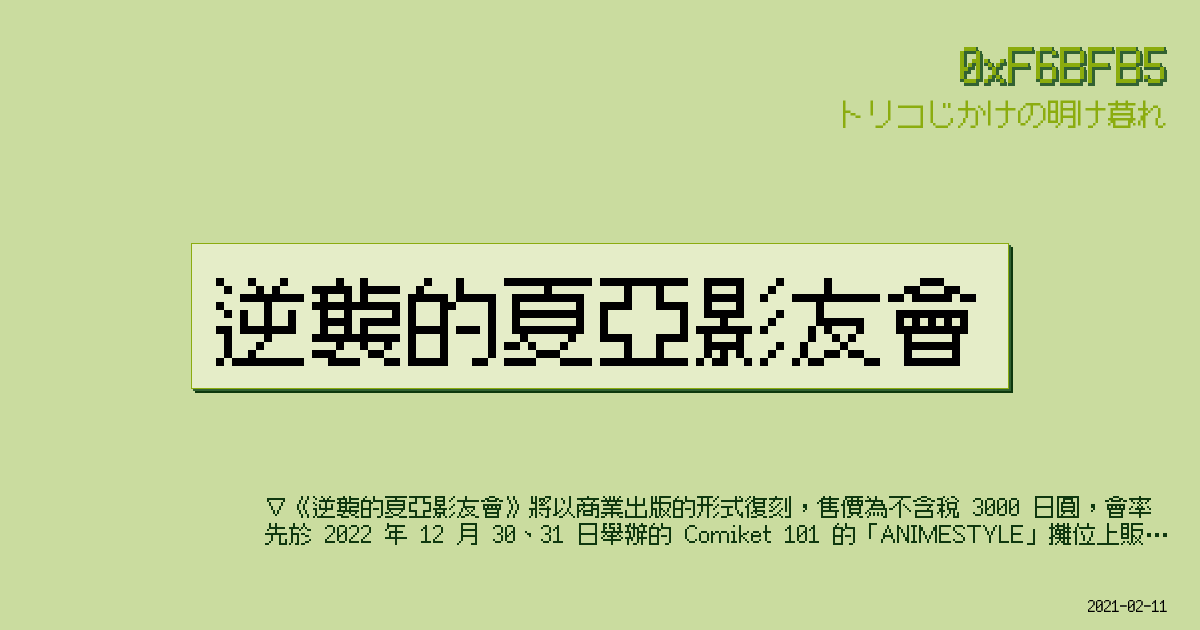 0xF6BFB5
トリコじかけの明け暮れ
逆襲的夏亞影友會
▽《逆襲的夏亞影友會》將以商業出版的形式復刻，售價為不含稅 3000 日圓，會率
先於 2022 年 12 月 30、31 日舉辦的 Comiket 101 的「ANIMESTYLE」攤位上販…
2021-02-11